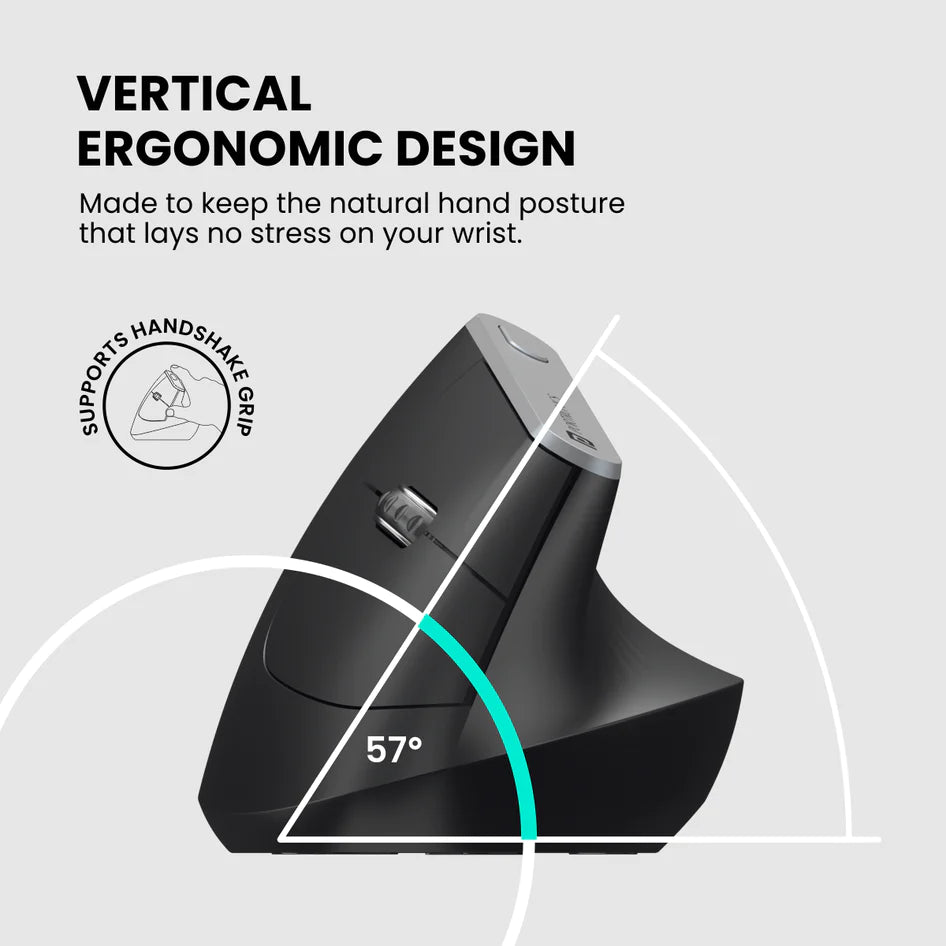 VERTICAL
ERGONOMIC DESIGN
Made to keep the natural hand posture
that lays no stress on your wrist.
SUPPORTS HANDSHAKE GRIP
57°